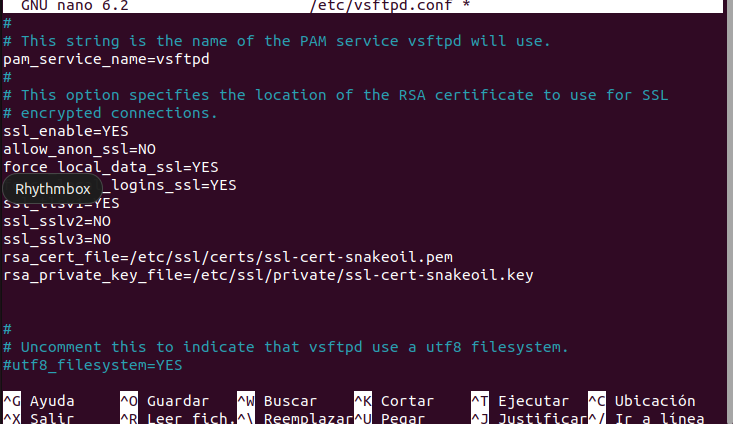 GNU nano 6.2 /etc/vsftpd.conf *
#
# This string is the name of the PAM service vsftpd will use.
pam_service_name=vsftpd
#
# This option specifies the location of the RSA certificate to use for SSL
# encrypted connections.
ssl_enable=YES
allow_anon_ssl=NO
force_local_data_ssl=YES
Rhythmbox
_logins_ssl=YES
ssl_tlsv1=YES
ssl_sslv2=NO
ssl_sslv3=NO
rsa_cert_file=/etc/ssl/certs/ssl-cert-snakeoil.pem
rsa_private_key_file=/etc/ssl/private/ssl-cert-snakeoil.key
#
# Uncomment this to indicate that vsftpd use a utf8 filesystem.
#utf8_filesystem=YES
^G Ayuda ^O Guardar ^W Buscar ^K Cortar ^T Ejecutar ^C Ubicación
^X Salir ^R Leer fich. ^\ Reemplazar ^U Pegar ^J Justificar ^/ Ir a línea